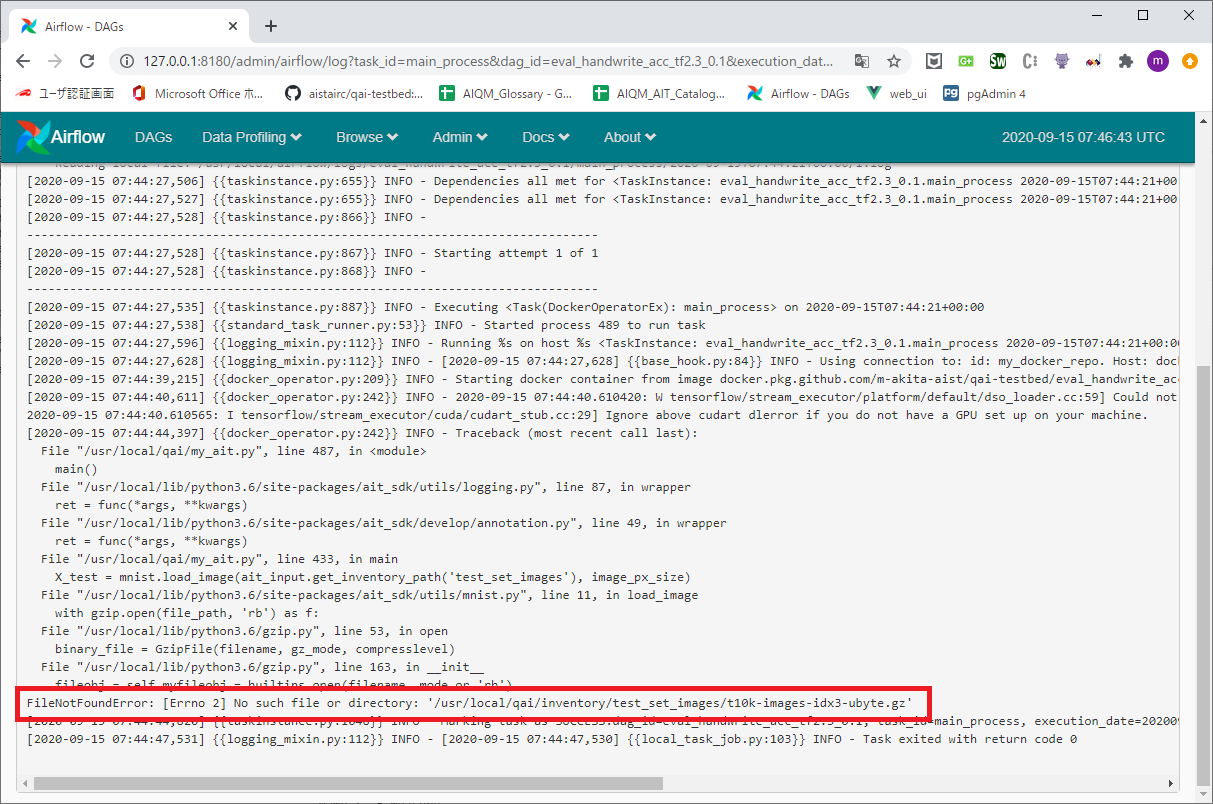 Airflow - DAGs
127.0.0.1:8180/admin/airflow/log?task_id=main_process&dag_id=eval_handwrite_acc_tf2.3_0.1&execution_dat...
G+
SW
C
m
ユーザ認証画面 Microsoft Office ホ... aistairc/qai-testbed:... AIQM_Glossary - G... AIQM_AIT_Catalog... Airflow - DAGs web_ui pgAdmin 4
Airflow DAGs Data Profiling Browse Admin Docs About 2020-09-15 07:46:43 UTC
[2020-09-15 07:44:27,506] {{taskinstance.py:655}} INFO - Dependencies all met for <TaskInstance: eval_handwrite_acc_tf2.3_0.1.main_process 2020-09-15T07:44:21+00
[2020-09-15 07:44:27,527] {{taskinstance.py:655}} INFO - Dependencies all met for <TaskInstance: eval_handwrite_acc_tf2.3_0.1.main_process 2020-09-15T07:44:21+00
[2020-09-15 07:44:27,528] {{taskinstance.py:866}} INFO -
--------------------------------------------------------------------------------
[2020-09-15 07:44:27,528] {{taskinstance.py:867}} INFO - Starting attempt 1 of 1
[2020-09-15 07:44:27,528] {{taskinstance.py:868}} INFO -
--------------------------------------------------------------------------------
[2020-09-15 07:44:27,535] {{taskinstance.py:887}} INFO - Executing <Task(DockerOperatorEx): main_process> on 2020-09-15T07:44:21+00:00
[2020-09-15 07:44:27,538] {{standard_task_runner.py:53}} INFO - Started process 489 to run task
[2020-09-15 07:44:27,596] {{logging_mixin.py:112}} INFO - Running %s on host %s <TaskInstance: eval_handwrite_acc_tf2.3_0.1.main_process 2020-09-15T07:44:21+00
[2020-09-15 07:44:27,628] {{logging_mixin.py:112}} INFO - [2020-09-15 07:44:27,628] {{base_hook.py:84}} INFO - Using connection to: id: my_docker_repo. Host: dock
[2020-09-15 07:44:39,215] {{docker_operator.py:209}} INFO - Starting docker container from image docker.pkg.github.com/m-akita-aist/qai-testbed/eval_handwrite_acc
[2020-09-15 07:44:40,611] {{docker_operator.py:242}} INFO - 2020-09-15 07:44:40.610420: W tensorflow/stream_executor/platform/default/dso_loader.cc:59] Could not
2020-09-15 07:44:40.610565: I tensorflow/stream_executor/cuda/cudart_stub.cc:29] Ignore above cudart dlerror if you do not have a GPU set up on your machine.
[2020-09-15 07:44:44,397] {{docker_operator.py:242}} INFO - Traceback (most recent call last):
File "/usr/local/qai/my_ait.py", line 487, in <module>
main()
File "/usr/local/lib/python3.6/site-packages/ait_sdk/utils/logging.py", line 87, in wrapper
ret = func(*args, **kwargs)
File "/usr/local/lib/python3.6/site-packages/ait_sdk/develop/annotation.py", line 49, in wrapper
ret = func(*args, **kwargs)
File "/usr/local/qai/my_ait.py", line 433, in main
X_test = mnist.load_image(ait_input.get_inventory_path('test_set_images'), image_px_size)
File "/usr/local/lib/python3.6/site-packages/ait_sdk/utils/mnist.py", line 11, in load_image
with gzip.open(file_path, 'rb') as f:
File "/usr/local/lib/python3.6/gzip.py", line 53, in open
binary_file = GzipFile(filename, gz_mode, compresslevel)
File "/usr/local/lib/python3.6/gzip.py", line 163, in __init__
fileobj = self.myfileobj = builtins.open(filename, mode or 'rb')
FileNotFoundError: [Errno 2] No such file or directory: '/usr/local/qai/inventory/test_set_images/t10k-images-idx3-ubyte.gz'
task_id=main_process, execution_date=202009
[2020-09-15 07:44:47,531] {{logging_mixin.py:112}} INFO - [2020-09-15 07:44:47,530] {{local_task_job.py:103}} INFO - Task exited with return code 0